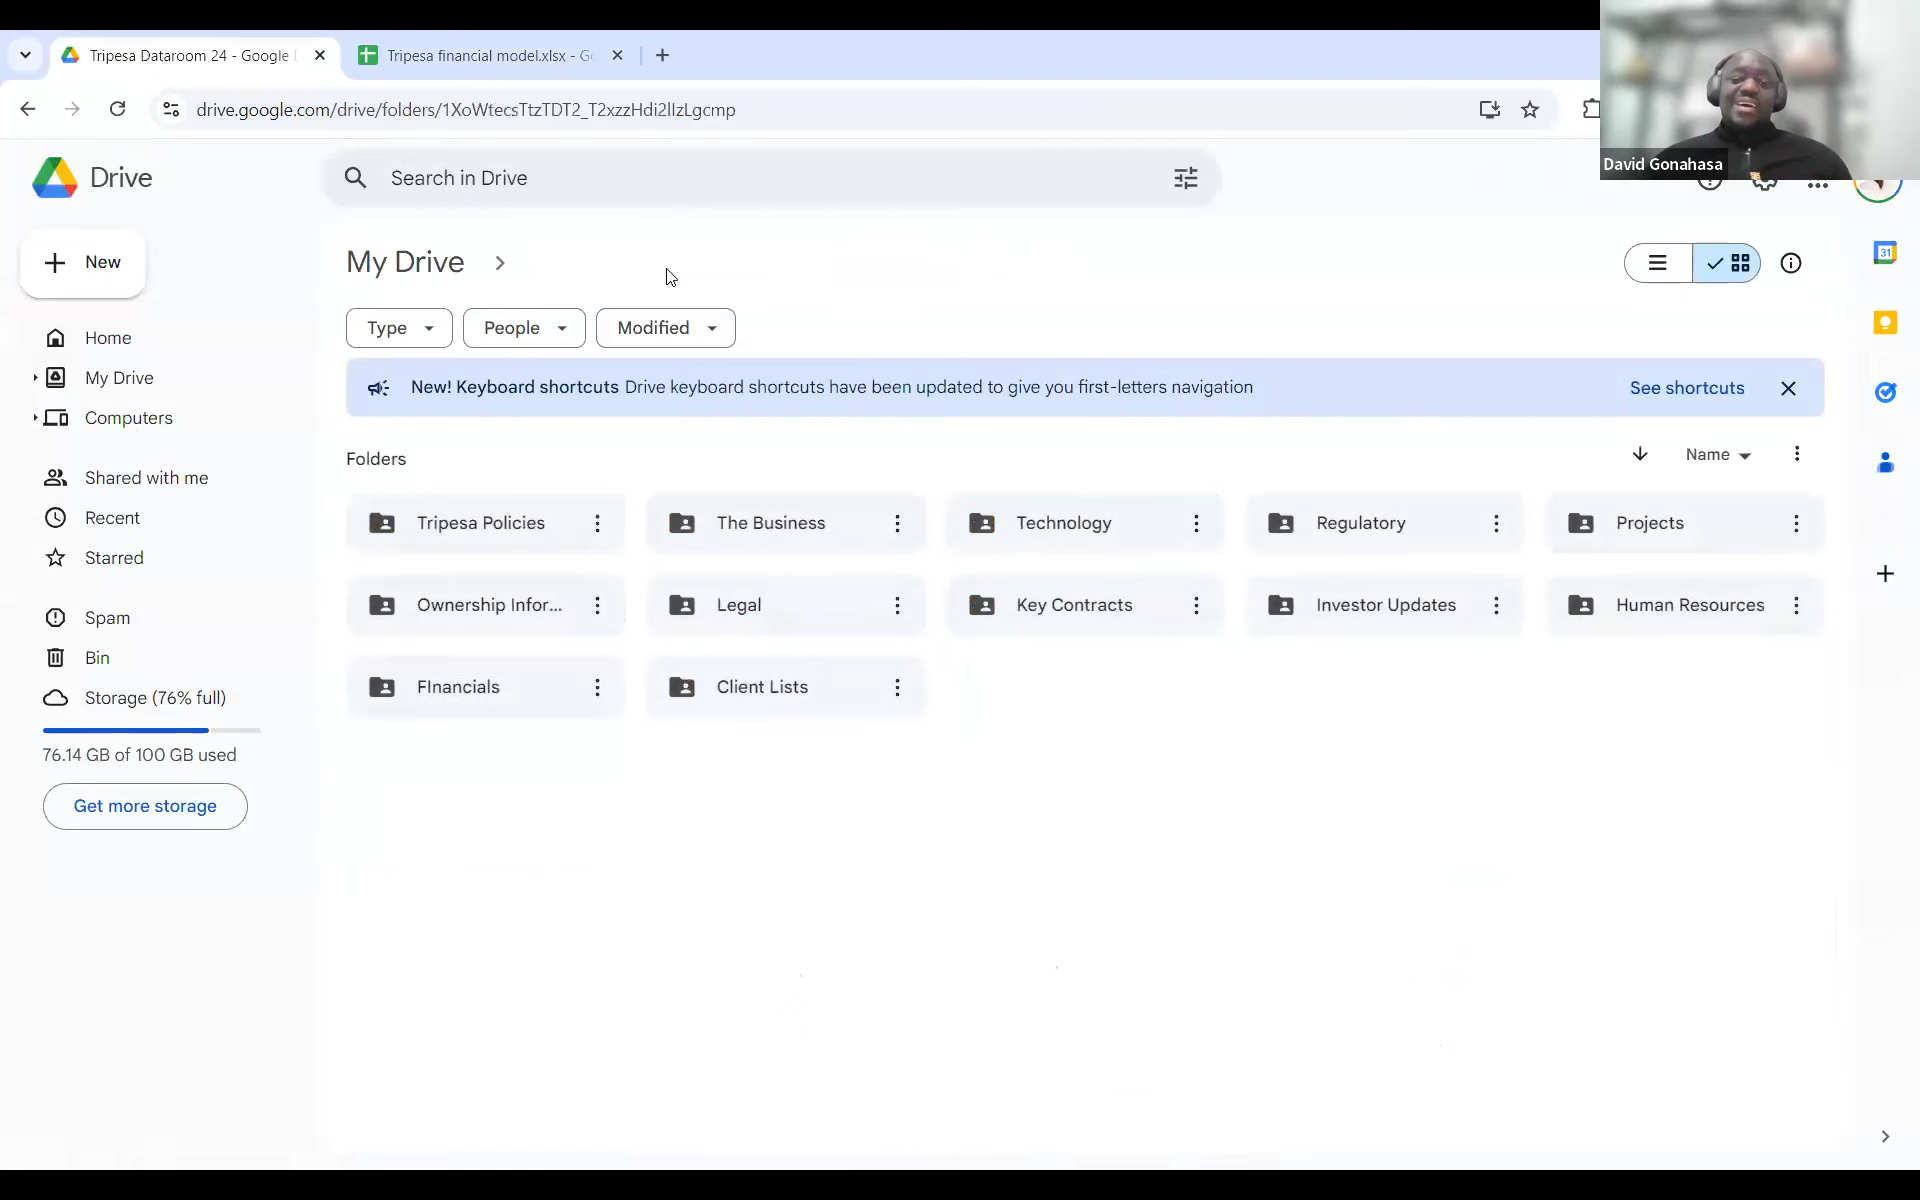 Tripesa Dataroom 24 - Google
Tripesa financial model.xlsx - Go
drive.google.com/drive/folders/1XoWtecsTtzTDT2_T2xzzHdi2lIzLgcmp
David Gonahasa
Drive
Search in Drive
New
My Drive
Type
People
Modified
Home
My Drive
Computers
New! Keyboard shortcuts Drive keyboard shortcuts have been updated to give you first-letters navigation
See shortcuts
Shared with me
Recent
Starred
Spam
Bin
Storage (76% full)
76.14 GB of 100 GB used
Get more storage
Folders
Name
Tripesa Policies
The Business
Technology
Regulatory
Projects
Ownership Infor...
Legal
Key Contracts
Investor Updates
Human Resources
FInancials
Client Lists
31